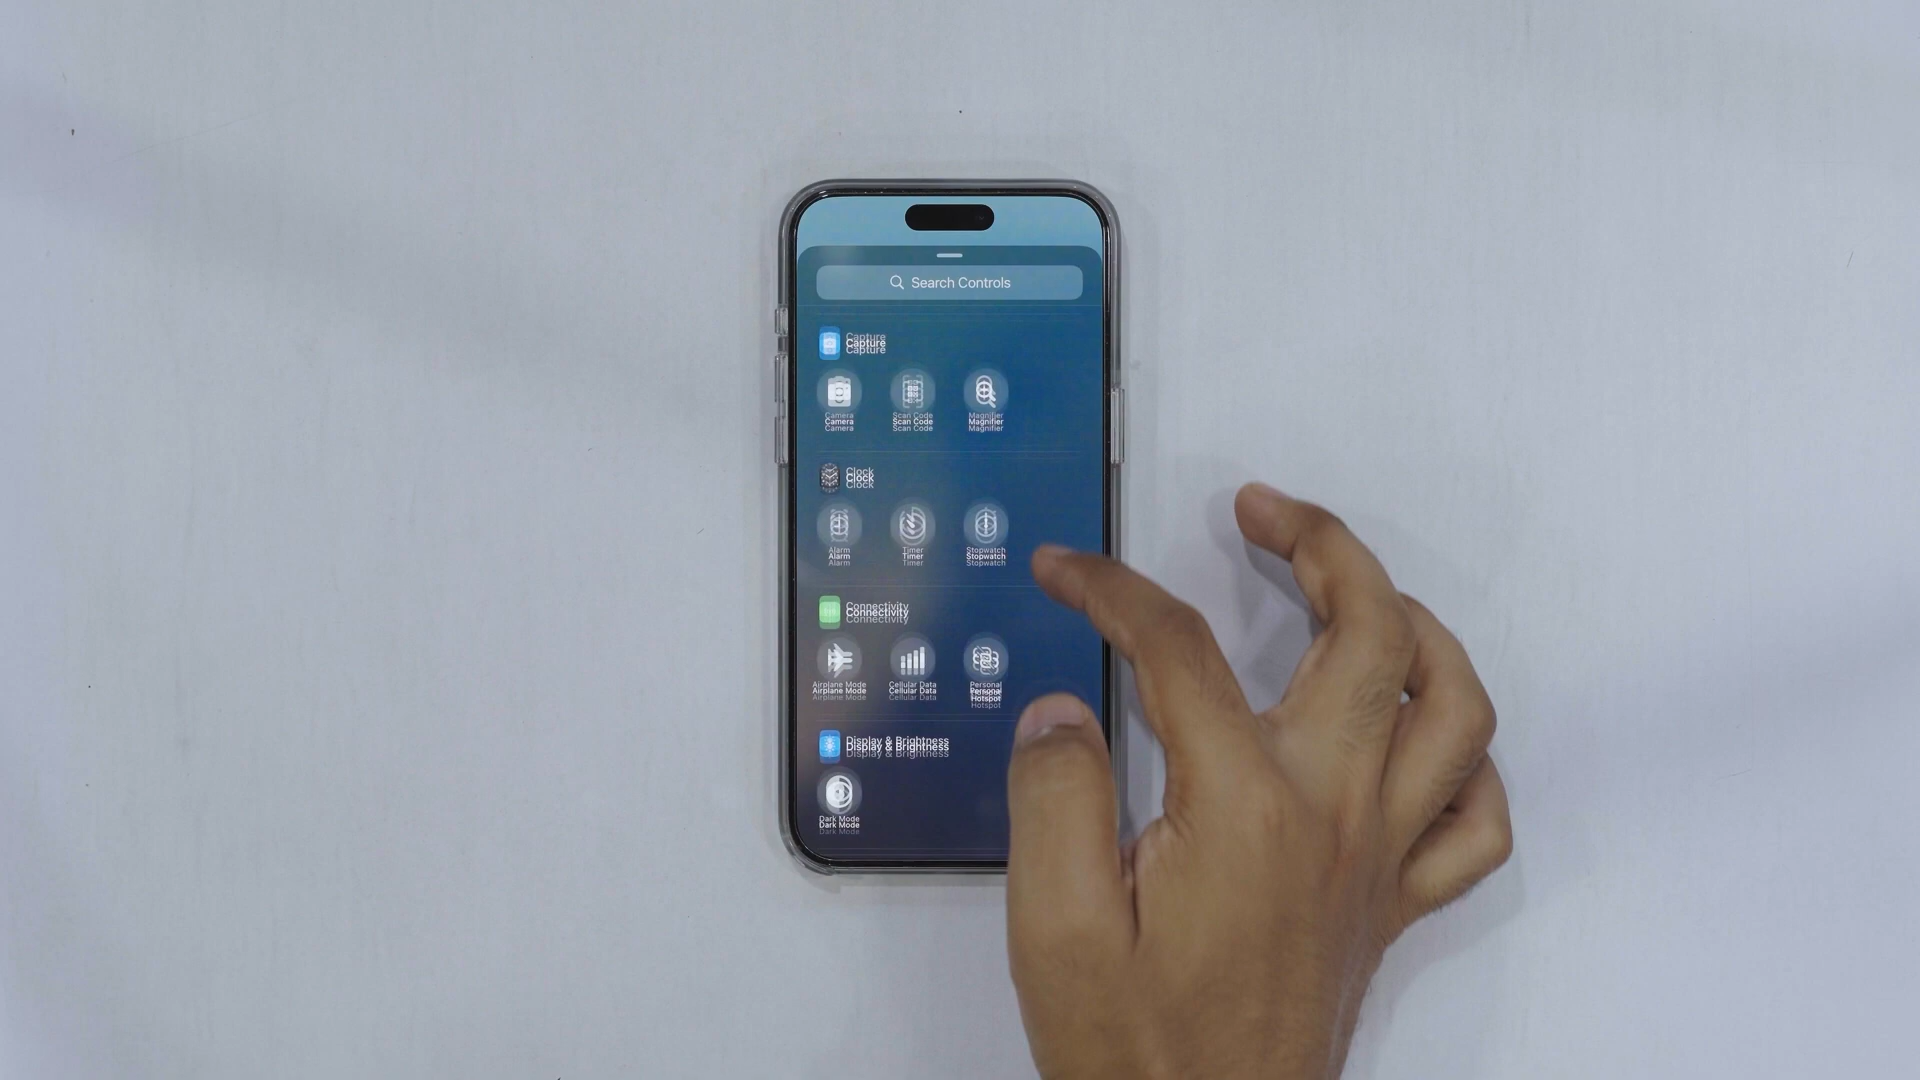 Search Controls
Capture
Camera Scan Code Magnifier
Clock
Alarm Timer Stopwatch
Connectivity
Airplane Mode Cellular Data Personal Hotspot
Display & Brightness
Dark Mode